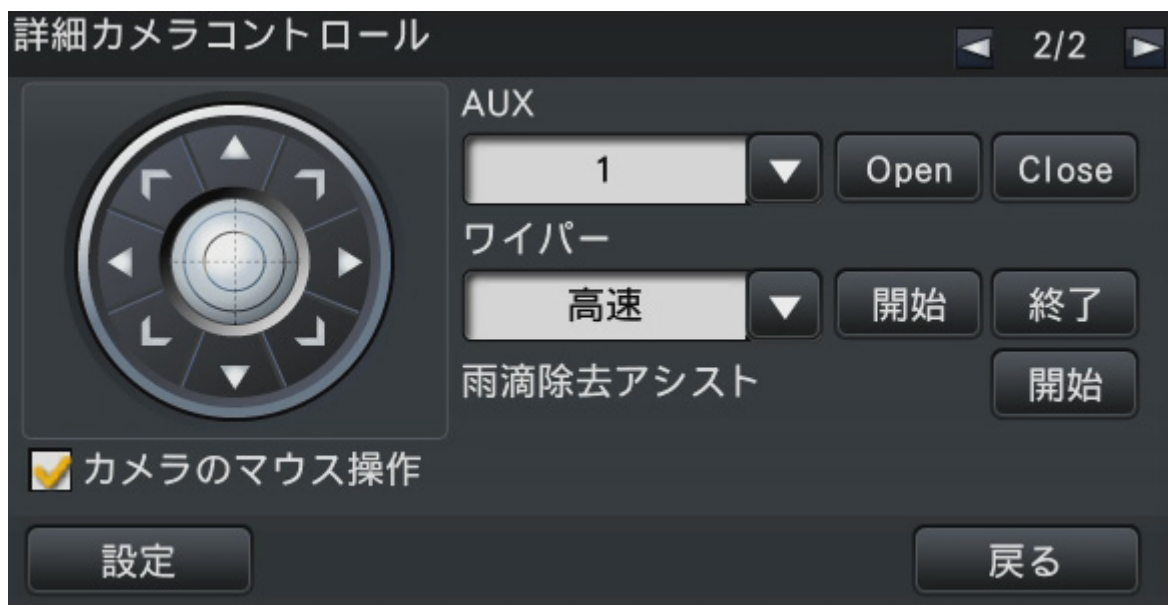 詳細カメラコントロール
2/2
AUX
1
Open
Close
ワイパー
高速
開始
終了
雨滴除去アシスト
開始
カメラのマウス操作
設定
戻る